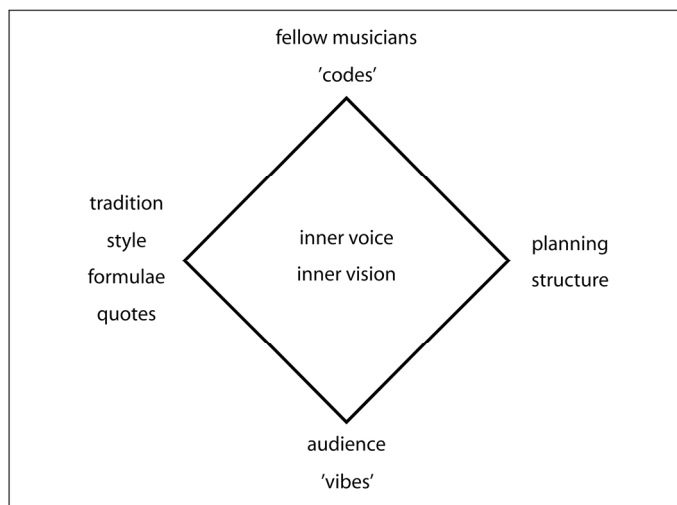 fellow musicians
’codes’
tradition
style
formulae
quotes
inner voice
inner vision
planning
structure
audience
’vibes’